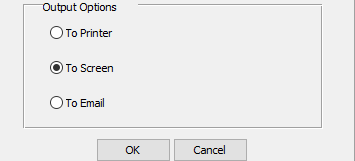 Output Options
To Printer
To Screen
To Email
OK Cancel